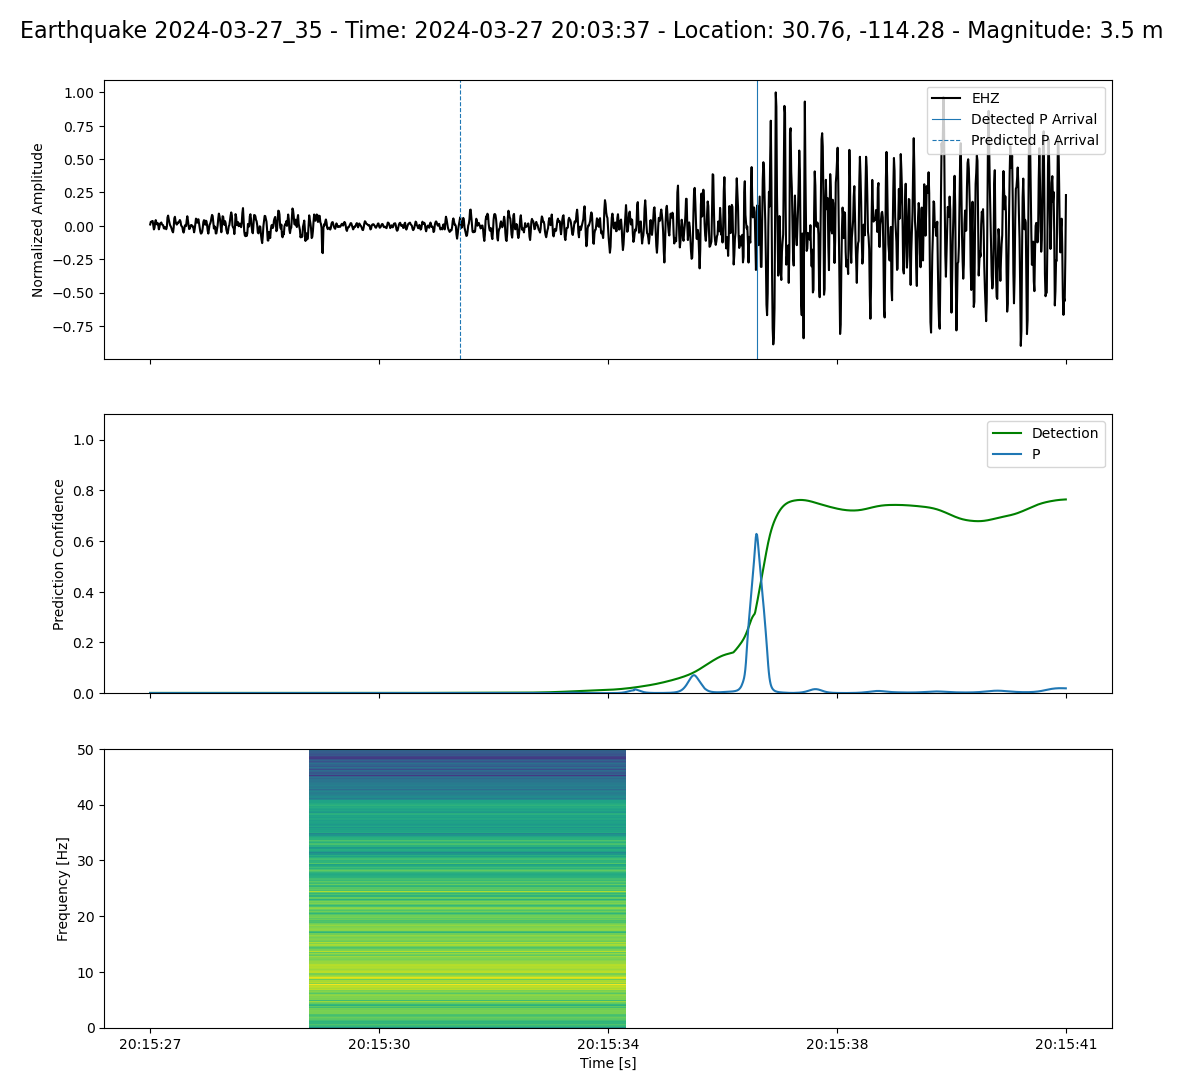 Earthquake 2024-03-27_35 - Time: 2024-03-27 20:03:37 - Location: 30.76, -114.28 - Magnitude: 3.5 m
Normalized Amplitude
1.00
0.75
0.50
0.25
0.00
−0.25
−0.50
−0.75
EHZ
Detected P Arrival
Predicted P Arrival
Prediction Confidence
1.0
0.8
0.6
0.4
0.2
0.0
Detection
P
Frequency [Hz]
50
40
30
20
10
0
20:15:27 20:15:30 20:15:34 20:15:38 20:15:41
Time [s]